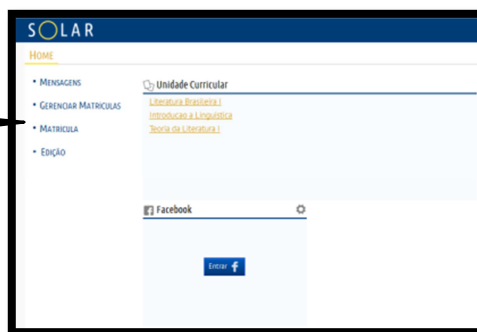 SOLAR
HOME
• MENSAGENS
• GERENCIAR MATRICULAS
• MATRICULA
• EDIÇÃO
Unidade Curricular
Literatura Brasileira I
Introducao a Linguistica
Teoria da Literatura I
Facebook
Entrar